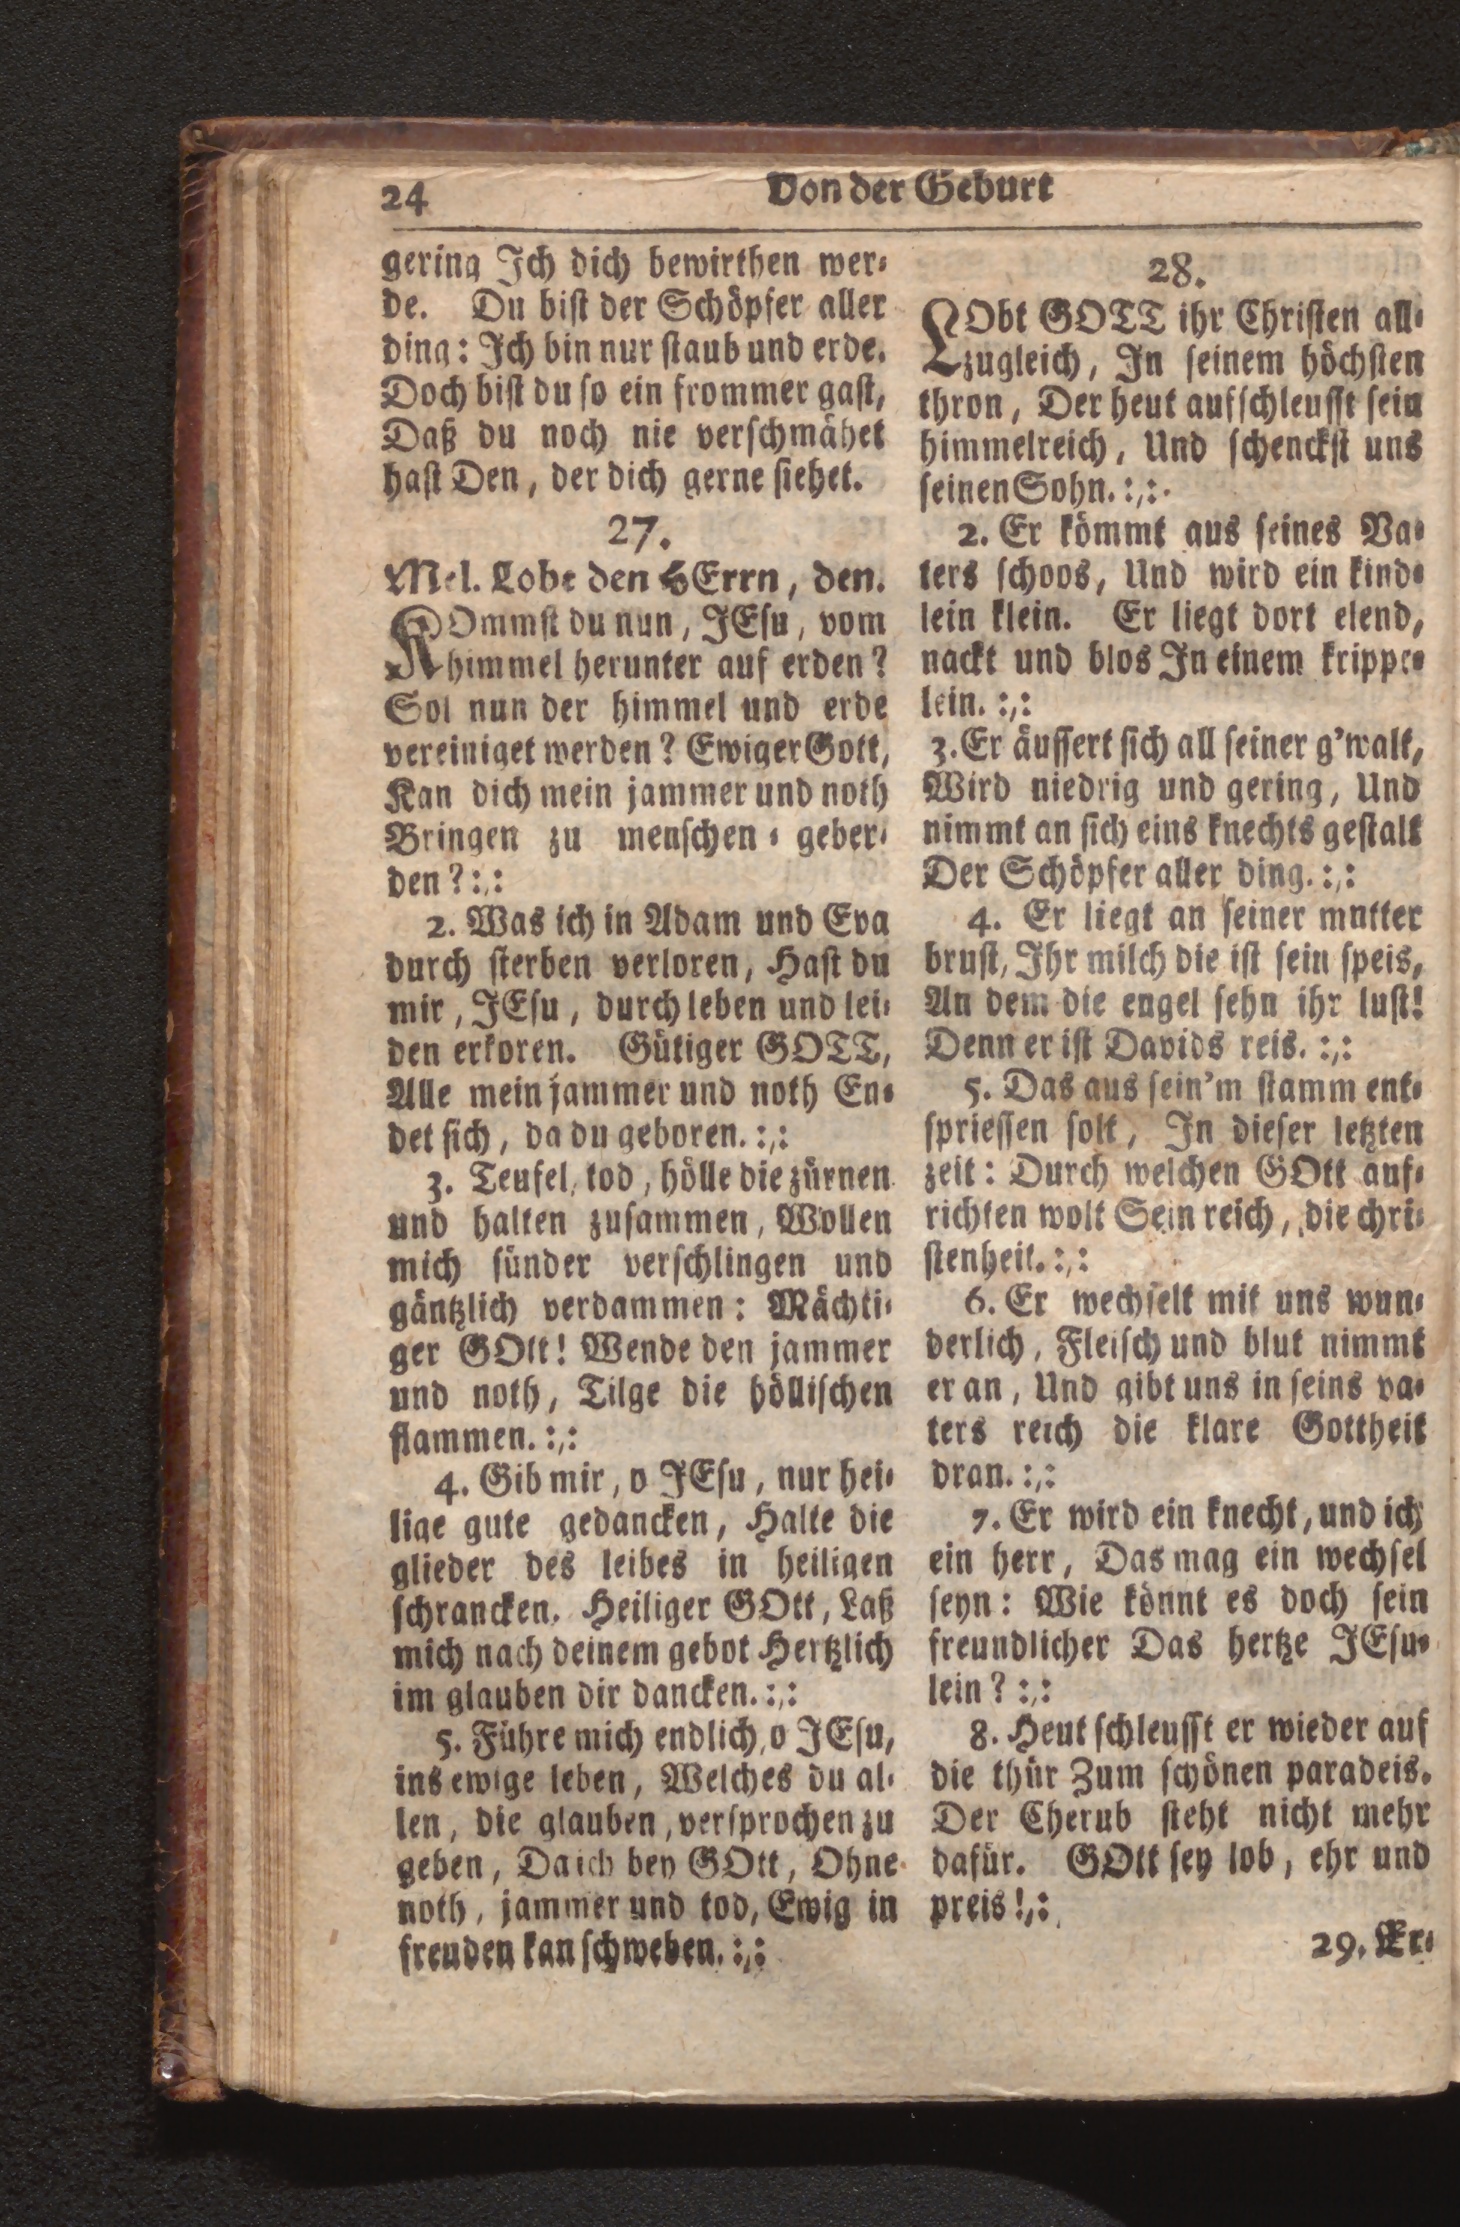 24
Von der Geburt
gering Ich dich bewirthen wer-
de. Du bist der Schöpfer aller
ding: Ich bin nur staub und erde.
Doch bist du so ein frommer gast,
Daß du noch nie verschmähet
hast Den, der dich gerne siehet.
27.
Mel. Lobe den HErrn, den.
KOmmst du nun, JEsu, vom
himmel herunter auf erden?
Sol nun der himmel und erde
vereiniget werden? Ewiger Gott,
Kan dich mein jammer und noth
Bringen zu menschen-geber-
den? :,:
2. Was ich in Adam und Eva
durch sterben verloren, Hast du
mir, JEsu, durch leben und lei-
den erkoren. Gütiger GOTT,
Alle mein jammer und noth En-
det sich, da du geboren. :,:
3. Teufel, tod, hölle die zürnen
und halten zusammen, Wollen
mich sünder verschlingen und
gäntzlich verdammen: Mächti-
ger GOtt! Wende den jammer
und noth, Tilge die höllischen
flammen. :,:
4. Gib mir, o JEsu, nur hei-
lige gute gedancken, Halte die
glieder des leibes in heiligen
schrancken. Heiliger GOtt, Laß
mich nach deinem gebot Hertzlich
im glauben dir dancken. :,:
5. Führe mich endlich, o JEsu,
ins ewige leben, Welches du al-
len, die glauben, versprochen zu
geben, Da ich bey GOtt, Ohne
noth, jammer und tod, Ewig in
freuden kan schweben. :,:
28.
LObt GOTT ihr Christen all-
zugleich, In seinem höchsten
thron, Der heut aufschleusst sein
himmelreich, Und schenckst uns
seinen Sohn. :,:
2. Er kömmt aus seines Va-
ters schoos, Und wird ein kind-
lein klein. Er liegt dort elend,
nackt und blos In einem krippe-
lein. :,:
3. Er äussert sich all seiner g'walt,
Wird niedrig und gering, Und
nimmt an sich eins knechts gestalt
Der Schöpfer aller ding. :,:
4. Er liegt an seiner mutter
brust, Ihr milch die ist sein speis,
An dem die engel sehn ihr lust!
Denn er ist Davids reis. :,:
5. Das aus sein'm stamm ent-
spriessen solt, In dieser letzten
zeit: Durch welchen GOtt auf-
richten wolt Sein reich, die chri-
stenheit. :,:
6. Er wechselt mit uns wun-
derlich, Fleisch und blut nimmt
er an, Und gibt uns in seins va-
ters reich die klare Gottheit
dran. :,:
7. Er wird ein knecht, und ich
ein herr, Das mag ein wechsel
seyn: Wie könnt es doch sein
freundlicher Das hertze JEsu-
lein? :,:
8. Heut schleusst er wieder auf
die thür Zum schönen paradeis.
Der Cherub steht nicht mehr
dafür. GOtt sey lob, ehr und
preis! ,:
29. Er-